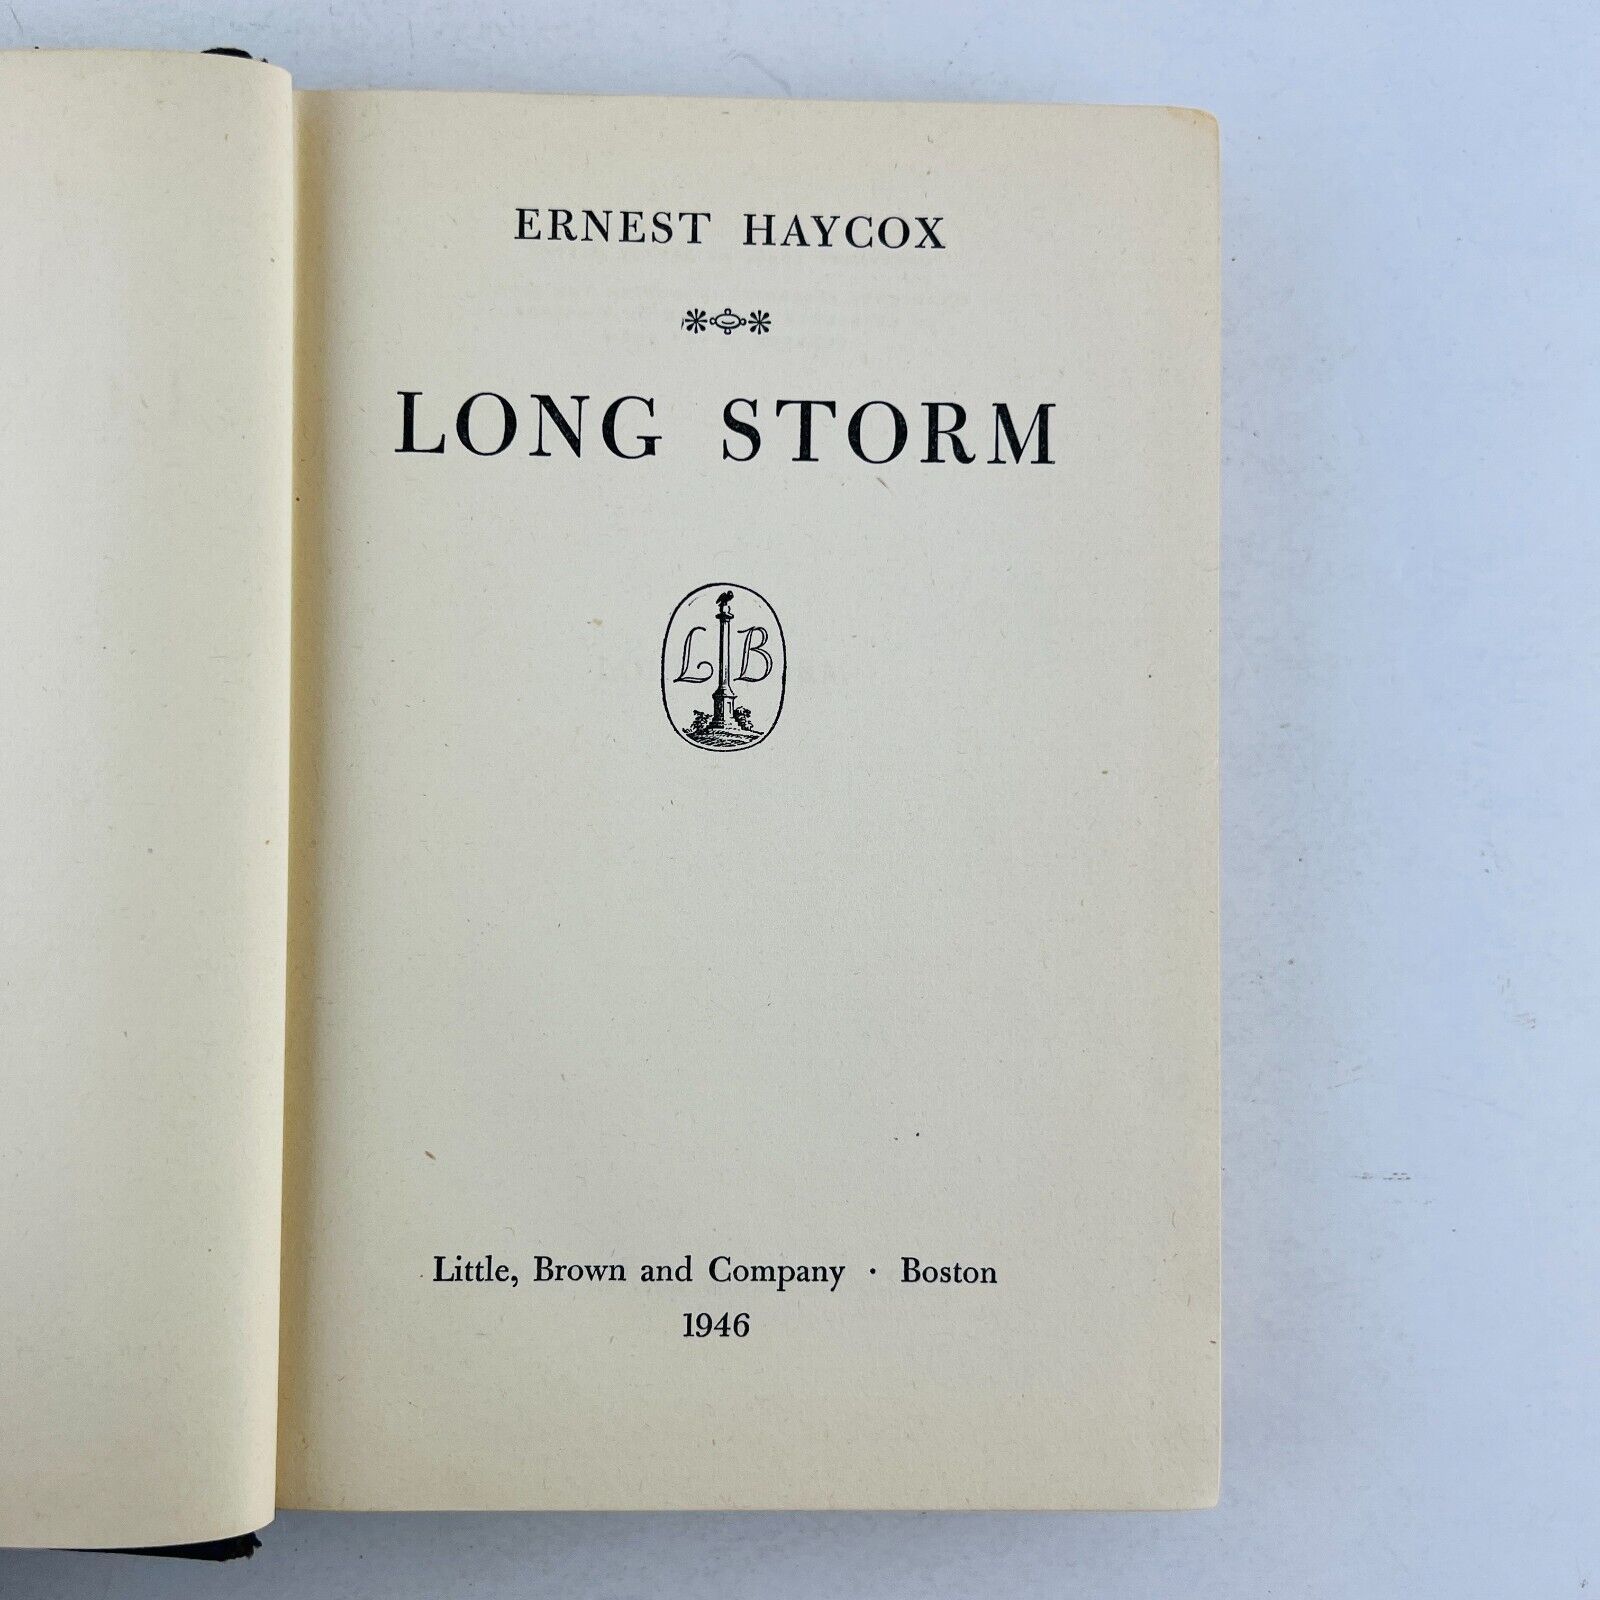 ERNEST HAYCOX
LONG STORM
L B
Little, Brown and Company · Boston
1946